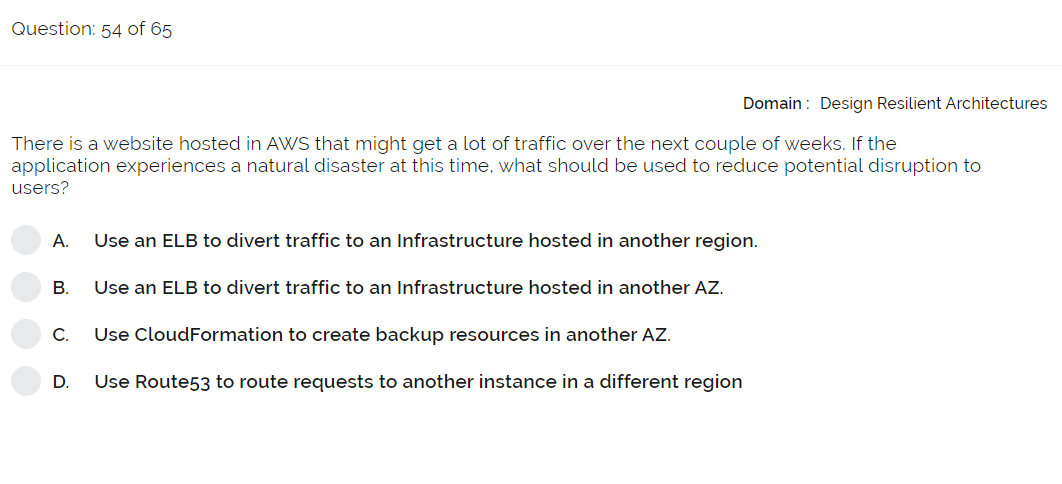 Question: 54 of 65
Domain : Design Resilient Architectures
There is a website hosted in AWS that might get a lot of traffic over the next couple of weeks. If the
application experiences a natural disaster at this time, what should be used to reduce potential disruption to
users?
A. Use an ELB to divert traffic to an Infrastructure hosted in another region.
B. Use an ELB to divert traffic to an Infrastructure hosted in another AZ.
C. Use CloudFormation to create backup resources in another AZ.
D. Use Route53 to route requests to another instance in a different region